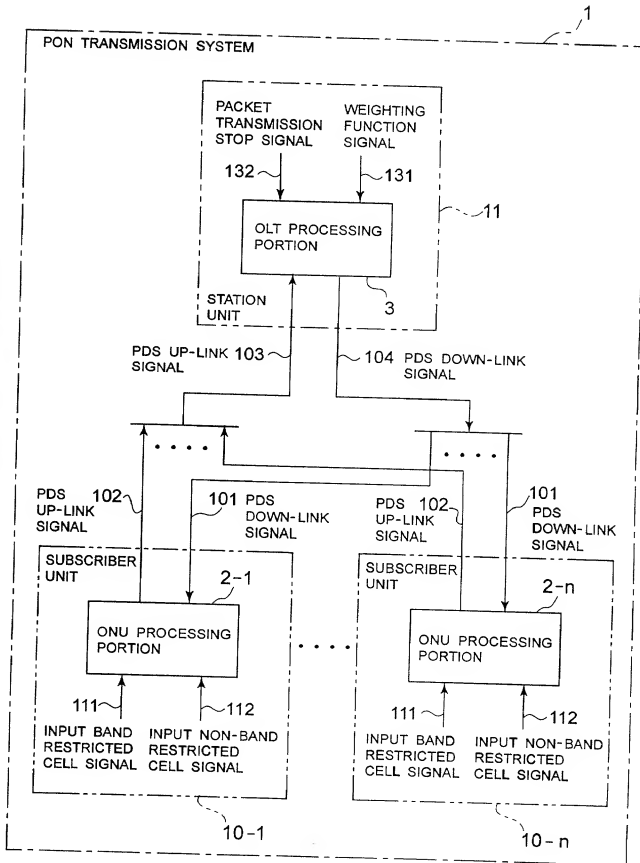 1
PON TRANSMISSION SYSTEM
PACKET
TRANSMISSION
STOP SIGNAL
WEIGHTING
FUNCTION
SIGNAL
132
131
11
OLT PROCESSING
PORTION
3
STATION
UNIT
PDS UP-LINK 103
SIGNAL
104 PDS DOWN-LINK
SIGNAL
PDS 102
UP-LINK
SIGNAL
101 PDS
DOWN-LINK
SIGNAL
PDS 102
UP-LINK
SIGNAL
101
PDS
DOWN-LINK
SIGNAL
SUBSCRIBER
UNIT
2-1
ONU PROCESSING
PORTION
111
112
INPUT BAND
RESTRICTED
CELL SIGNAL
INPUT NON-BAND
RESTRICTED
CELL SIGNAL
10-1
SUBSCRIBER
UNIT
2-n
ONU PROCESSING
PORTION
111
112
INPUT BAND
RESTRICTED
CELL SIGNAL
INPUT NON-BAND
RESTRICTED
CELL SIGNAL
10-n